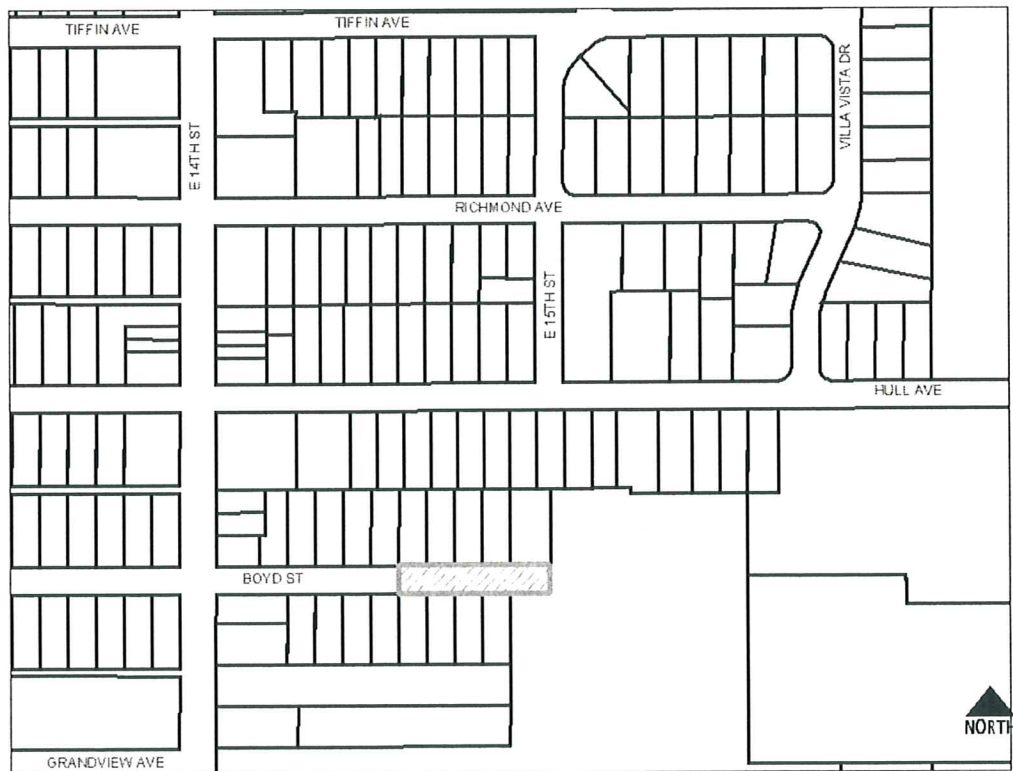 TIFFIN AVE
TIFFIN AVE
E 14TH ST
VILLA VISTA DR
RICHMOND AVE
E 15TH ST
HULL AVE
BOYD ST
NORTH
GRANDVIEW AVE